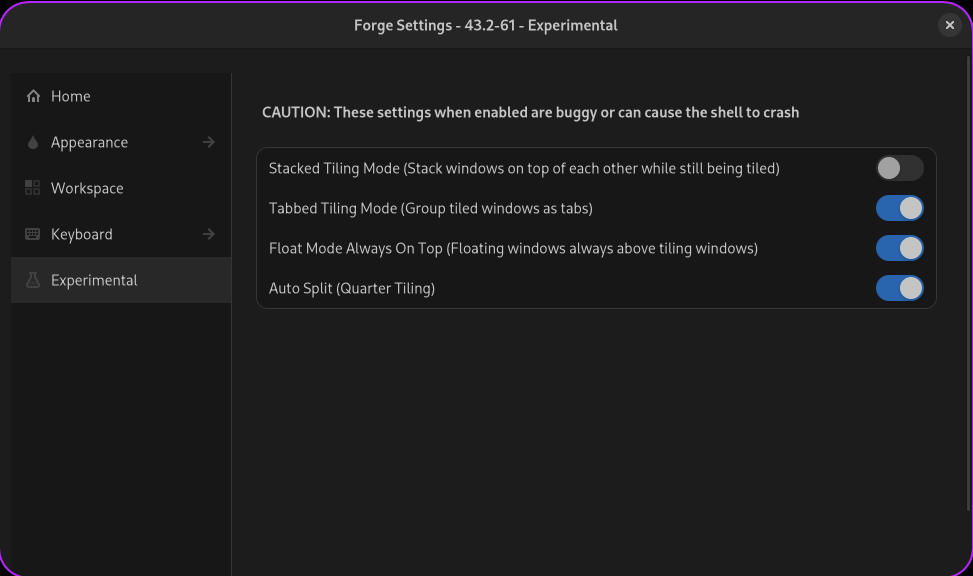 Forge Settings - 43.2-61 - Experimental
Home
Appearance
Workspace
Keyboard
Experimental
CAUTION: These settings when enabled are buggy or can cause the shell to crash
Stacked Tiling Mode (Stack windows on top of each other while still being tiled)
Tabbed Tiling Mode (Group tiled windows as tabs)
Float Mode Always On Top (Floating windows always above tiling windows)
Auto Split (Quarter Tiling)